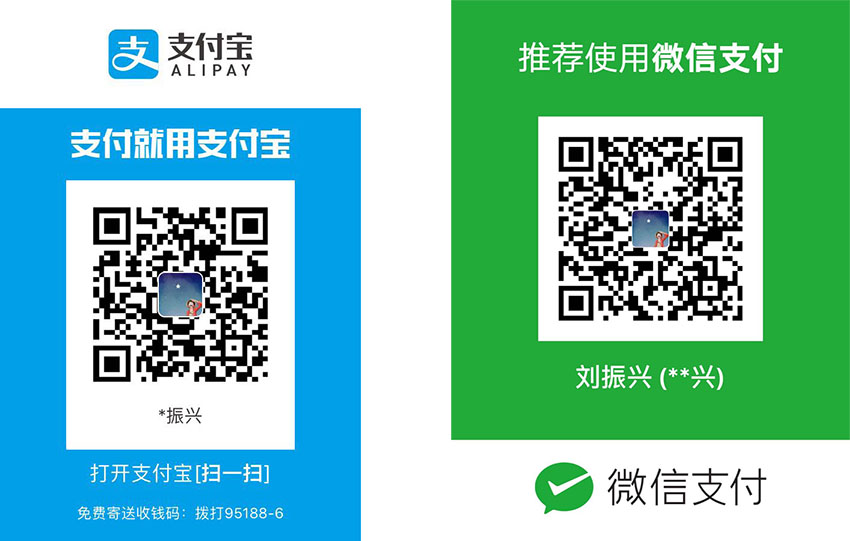 支付宝
ALIPAY
支付就用支付宝
*振兴
打开支付宝[扫一扫]
免费寄送收钱码：拨打95188-6
推荐使用微信支付
刘振兴 (**兴)
微信支付